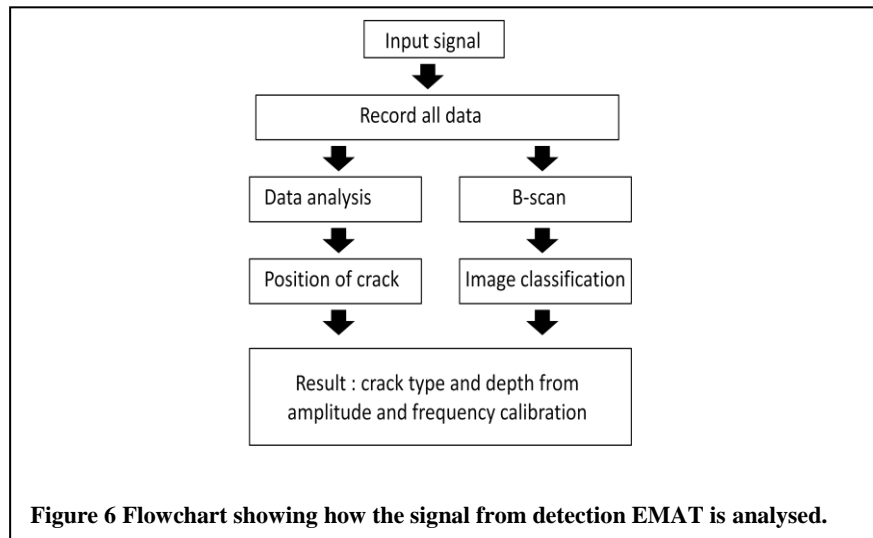 Input signal
Record all data
Data analysis
B-scan
Position of crack
Image classification
Result : crack type and depth from
amplitude and frequency calibration
Figure 6 Flowchart showing how the signal from detection EMAT is analysed.